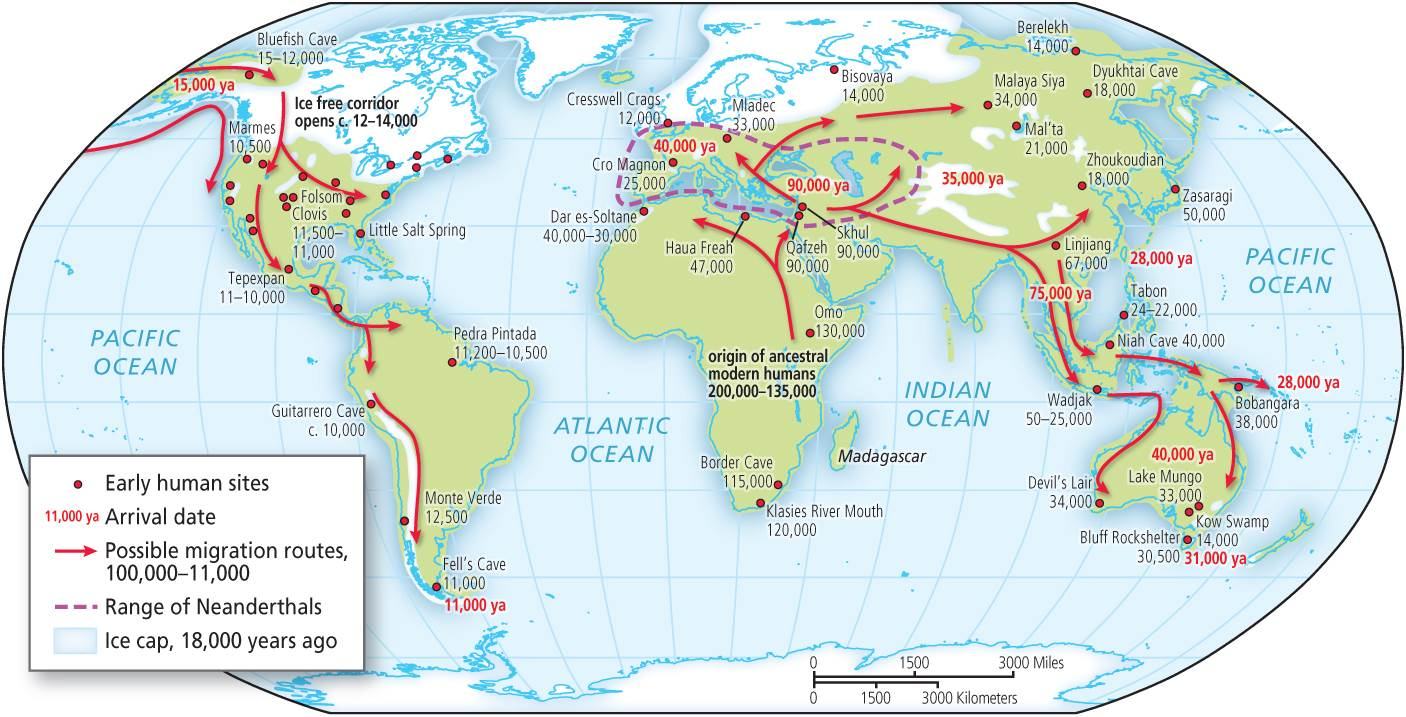 Bluefish Cave
15–12,000
15,000 ya
Ice free corridor
opens c. 12–14,000
Marmes
10,500
Folsom
Clovis
11,500–
11,000
Little Salt Spring
Tepexpan
11–10,000
Pedra Pintada
11,200–10,500
Guitarrero Cave
c. 10,000
Monte Verde
12,500
Fell's Cave
11,000
11,000 ya
PACIFIC
OCEAN
ATLANTIC
OCEAN
Cresswell Crags
12,000
Mladec
33,000
40,000 ya
Cro Magnon
25,000
Dar es-Soltane
40,000–30,000
Haua Freah
47,000
Qafzeh
90,000
Skhul
90,000
90,000 ya
Omo
130,000
origin of ancestral
modern humans
200,000–135,000
Border Cave
115,000
Klasies River Mouth
120,000
Madagascar
INDIAN
OCEAN
Bisovaya
14,000
Berelekh
14,000
Malaya Siya
34,000
Dyukhtai Cave
18,000
Mal'ta
21,000
35,000 ya
Zhoukoudian
18,000
Zasaragi
50,000
Linjiang
67,000
28,000 ya
75,000 ya
Tabon
24–22,000
Niah Cave 40,000
PACIFIC
OCEAN
Wadjak
50–25,000
28,000 ya
Bobangara
38,000
40,000 ya
Devil's Lair
34,000
Lake Mungo
33,000
Kow Swamp
14,000
Bluff Rockshelter
30,500
31,000 ya
Early human sites
11,000 ya Arrival date
Possible migration routes,
100,000–11,000
Range of Neanderthals
Ice cap, 18,000 years ago
0 1500 3000 Miles
0 1500 3000 Kilometers